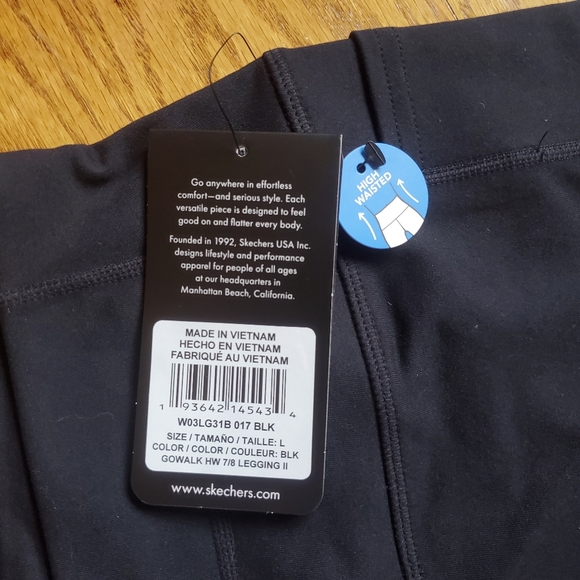 Go anywhere in effortless
comfort—and serious style. Each
versatile piece is designed to feel
good on and flatter every body.
Founded in 1992, Skechers USA Inc.
designs lifestyle and performance
apparel for people of all ages
at our headquarters in
Manhattan Beach, California.
HIGH
WAISTED
MADE IN VIETNAM
HECHO EN VIETNAM
FABRIQUÉ AU VIETNAM
1 93642 14543 4
W03LG31B 017 BLK
SIZE / TAMAÑO / TAILLE: L
COLOR / COLOR / COULEUR: BLK
GOWALK HW 7/8 LEGGING II
www.skechers.com